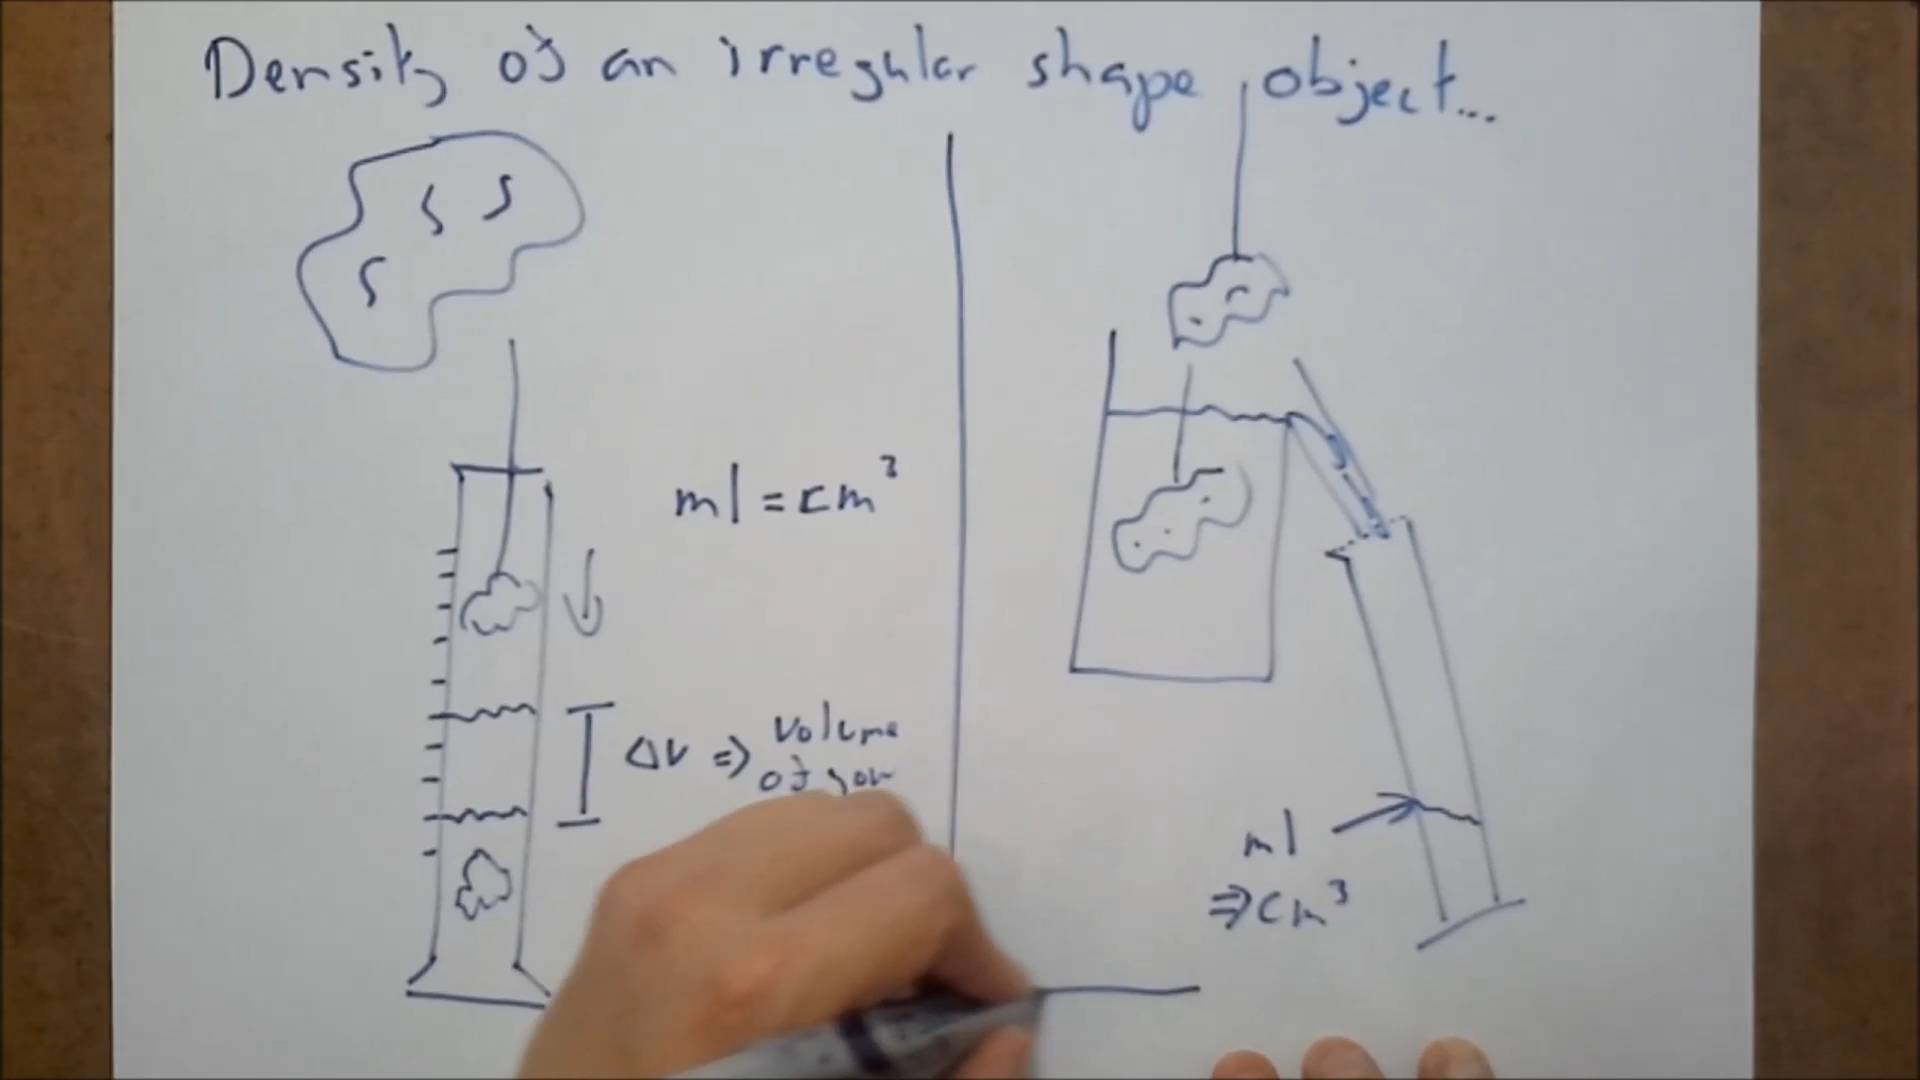 Density of an irregular shape object...
ml = cm³
ΔV => Volume
of your
ml
=> cm³